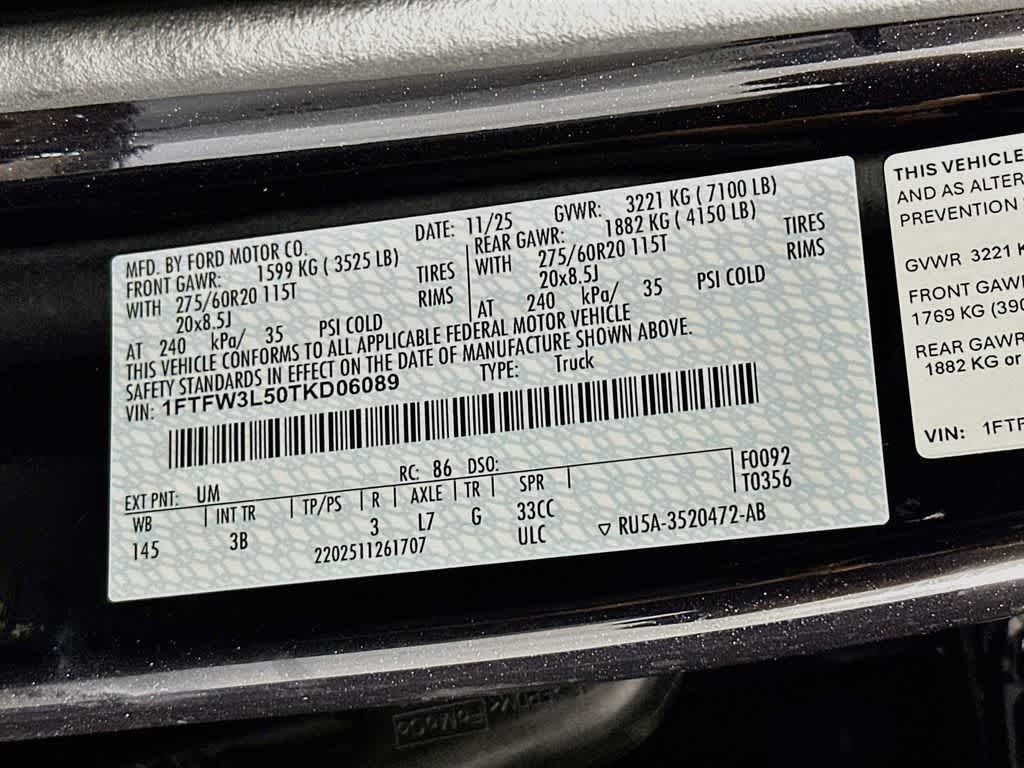 MFD. BY FORD MOTOR CO. DATE: 11/25 GVWR: 3221 KG ( 7100 LB)
FRONT GAWR: 1599 KG ( 3525 LB) REAR GAWR: 1882 KG ( 4150 LB)
WITH 275/60R20 115T TIRES WITH 275/60R20 115T TIRES
20x8.5J RIMS 20x8.5J RIMS
AT 240 kPa/ 35 PSI COLD AT 240 kPa/ 35 PSI COLD
THIS VEHICLE CONFORMS TO ALL APPLICABLE FEDERAL MOTOR VEHICLE
SAFETY STANDARDS IN EFFECT ON THE DATE OF MANUFACTURE SHOWN ABOVE.
VIN: 1FTFW3L50TKD06089 TYPE: Truck
EXT PNT: UM RC: 86 DSO: F0092
WB INT TR TP/PS R AXLE TR SPR T0356
145 3B 3 L7 G 33CC
2202511261707 ULC ▽ RU5A-3520472-AB
THIS VEHICLE
AND AS ALTER
PREVENTION
GVWR 3221 K
FRONT GAWR
1769 KG (390
REAR GAWR
1882 KG or
VIN: 1FTF